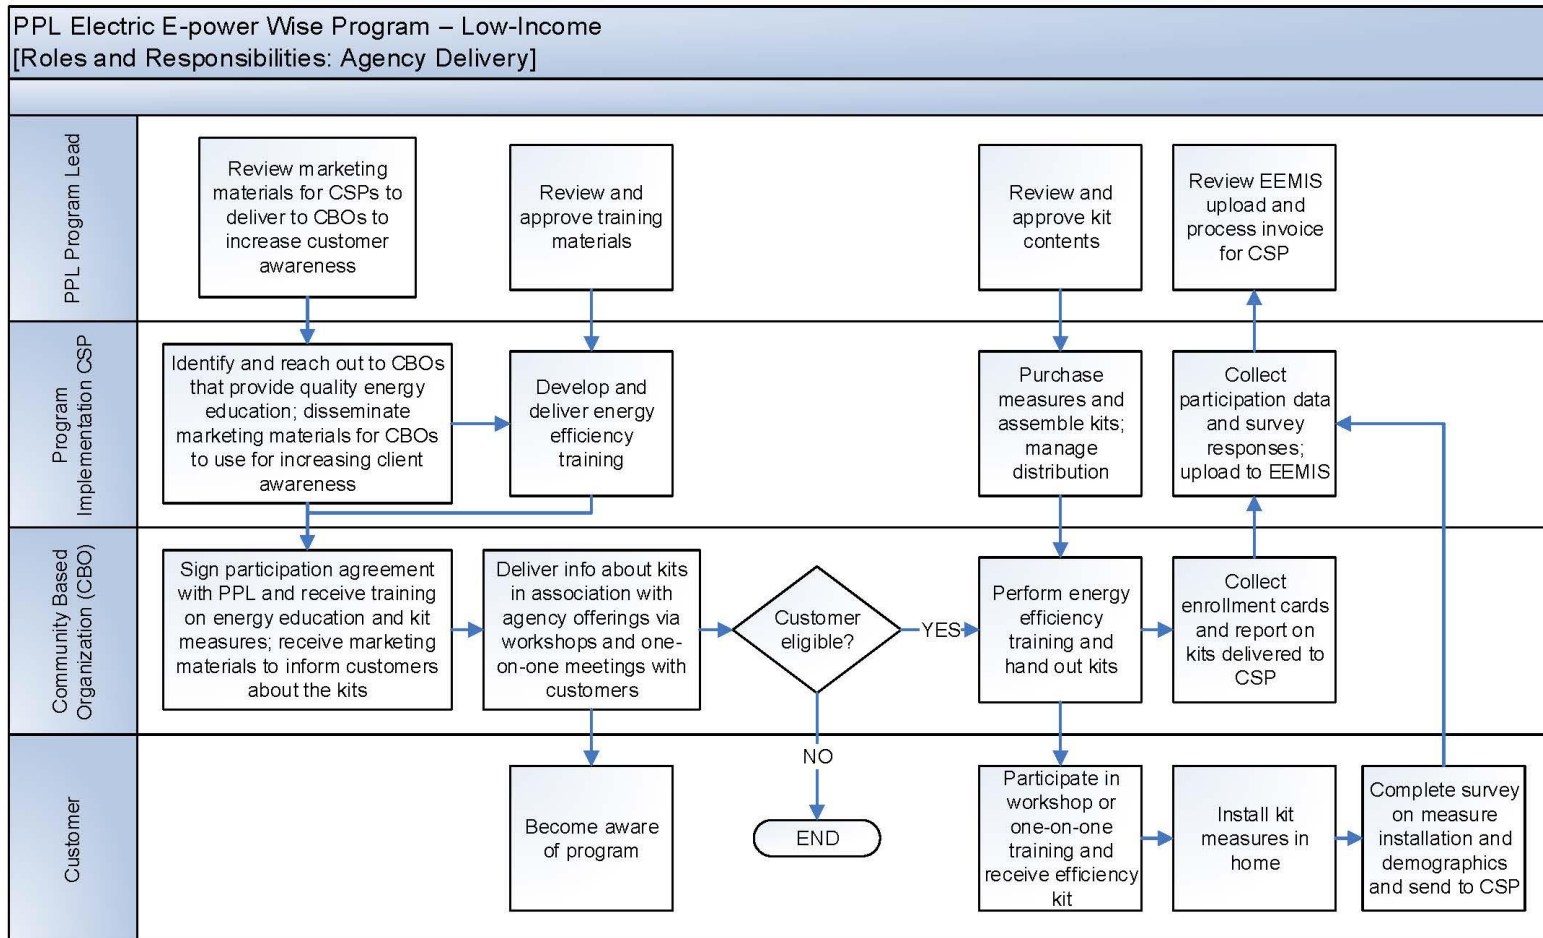 PPL Electric E-power Wise Program – Low-Income
[Roles and Responsibilities: Agency Delivery]
PPL Program Lead
Review marketing
materials for CSPs to
deliver to CBOs to
increase customer
awareness
Review and
approve training
materials
Review and
approve kit
contents
Review EEMIS
upload and
process invoice
for CSP
Program
Implementation CSP
Identify and reach out to CBOs
that provide quality energy
education; disseminate
marketing materials for CBOs
to use for increasing client
awareness
Develop and
deliver energy
efficiency
training
Purchase
measures and
assemble kits;
manage
distribution
Collect
participation data
and survey
responses;
upload to EEMIS
Community Based
Organization (CBO)
Sign participation agreement
with PPL and receive training
on energy education and kit
measures; receive marketing
materials to inform customers
about the kits
Deliver info about kits
in association with
agency offerings via
workshops and one-
on-one meetings with
customers
Customer
eligible?
YES
Perform energy
efficiency
training and
hand out kits
Collect
enrollment cards
and report on
kits delivered to
CSP
NO
Customer
Become aware
of program
END
Participate in
workshop or
one-on-one
training and
receive efficiency
kit
Install kit
measures in
home
Complete survey
on measure
installation and
demographics
and send to CSP